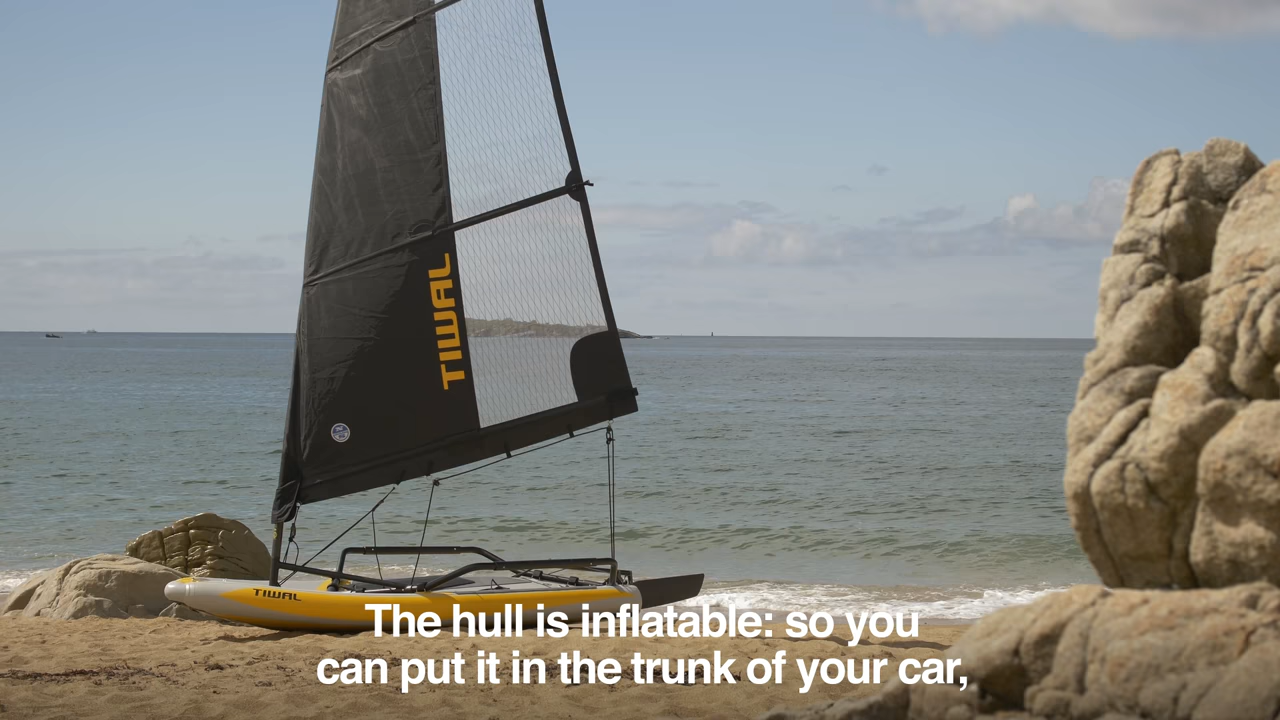 TIWAL
TIWAL
The hull is inflatable: so you
can put it in the trunk of your car,